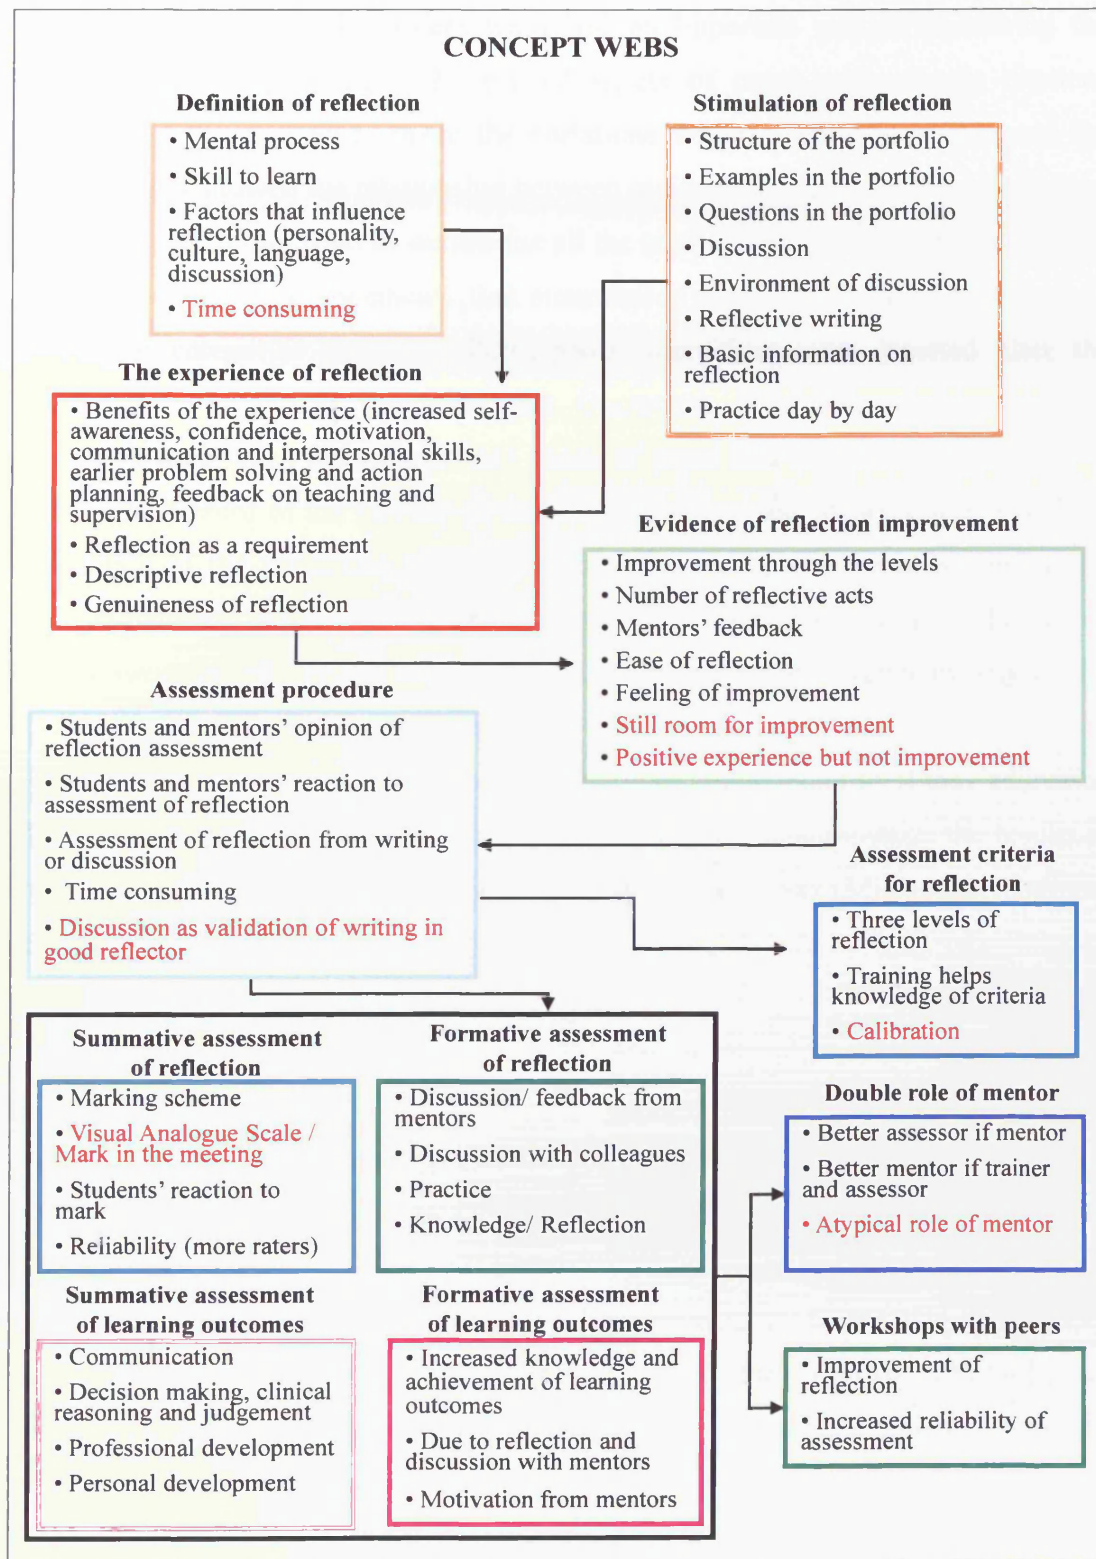 CONCEPT WEBS
Definition of reflection
• Mental process
• Skill to learn
• Factors that influence
reflection (personality,
culture, language,
discussion)
• Time consuming
Stimulation of reflection
• Structure of the portfolio
• Examples in the portfolio
• Questions in the portfolio
• Discussion
• Environment of discussion
• Reflective writing
• Basic information on
reflection
• Practice day by day
The experience of reflection
• Benefits of the experience (increased self-
awareness, confidence, motivation,
communication and interpersonal skills,
earlier problem solving and action
planning, feedback on teaching and
supervision)
• Reflection as a requirement
• Descriptive reflection
• Genuineness of reflection
Evidence of reflection improvement
• Improvement through the levels
• Number of reflective acts
• Mentors’ feedback
• Ease of reflection
• Feeling of improvement
• Still room for improvement
• Positive experience but not improvement
Assessment procedure
• Students and mentors’ opinion of
reflection assessment
• Students and mentors’ reaction to
assessment of reflection
• Assessment of reflection from writing
or discussion
• Time consuming
• Discussion as validation of writing in
good reflector
Assessment criteria
for reflection
• Three levels of
reflection
• Training helps
knowledge of criteria
• Calibration
Summative assessment
of reflection
• Marking scheme
• Visual Analogue Scale /
Mark in the meeting
• Students’ reaction to
mark
• Reliability (more raters)
Formative assessment
of reflection
• Discussion/ feedback from
mentors
• Discussion with colleagues
• Practice
• Knowledge/ Reflection
Double role of mentor
• Better assessor if mentor
• Better mentor if trainer
and assessor
• Atypical role of mentor
Summative assessment
of learning outcomes
• Communication
• Decision making, clinical
reasoning and judgement
• Professional development
• Personal development
Formative assessment
of learning outcomes
• Increased knowledge and
achievement of learning
outcomes
• Due to reflection and
discussion with mentors
• Motivation from mentors
Workshops with peers
• Improvement of
reflection
• Increased reliability of
assessment